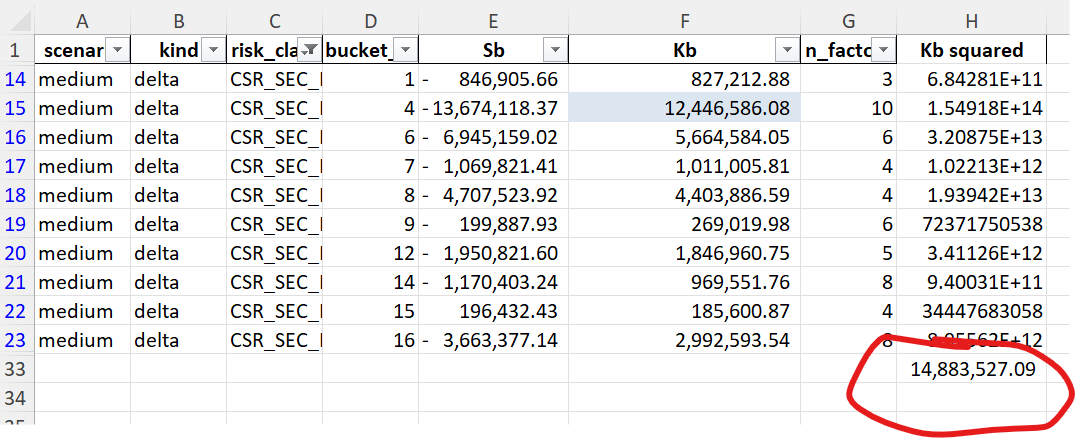 A B C D E F G H
1 scenar kind risk_cla bucket_ Sb Kb n_facto Kb squared
14 medium delta CSR_SEC_I 1 - 846,905.66 827,212.88 3 6.84281E+11
15 medium delta CSR_SEC_I 4 -13,674,118.37 12,446,586.08 10 1.54918E+14
16 medium delta CSR_SEC_I 6 - 6,945,159.02 5,664,584.05 6 3.20875E+13
17 medium delta CSR_SEC_I 7 - 1,069,821.41 1,011,005.81 4 1.02213E+12
18 medium delta CSR_SEC_I 8 - 4,707,523.92 4,403,886.59 4 1.93942E+13
19 medium delta CSR_SEC_I 9 - 199,887.93 269,019.98 6 72371750538
20 medium delta CSR_SEC_I 12 - 1,950,821.60 1,846,960.75 5 3.41126E+12
21 medium delta CSR_SEC_I 14 - 1,170,403.24 969,551.76 8 9.40031E+11
22 medium delta CSR_SEC_I 15 196,432.43 185,600.87 4 34447683058
23 medium delta CSR_SEC_I 16 - 3,663,377.14 2,992,593.54 8 8.95562E+12
33 14,883,527.09
34